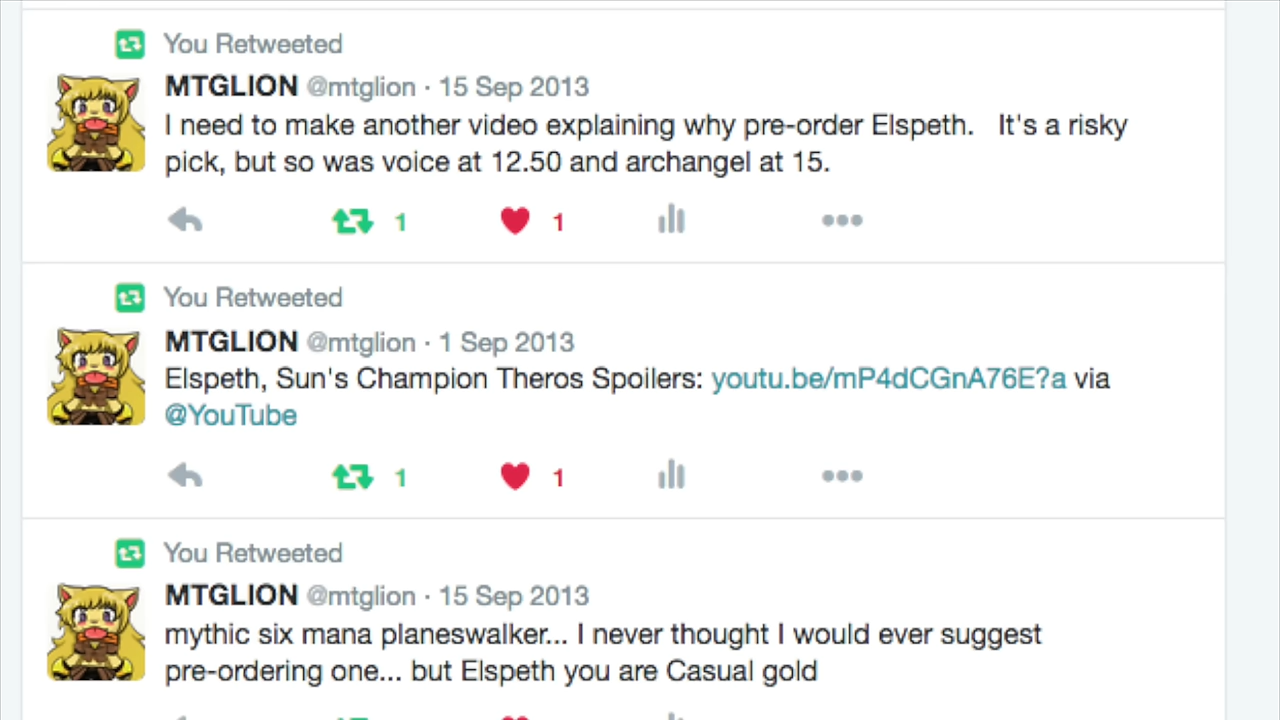 You Retweeted
MTGLION @mtglion · 15 Sep 2013
I need to make another video explaining why pre-order Elspeth.   It's a risky
pick, but so was voice at 12.50 and archangel at 15.
1 1
You Retweeted
MTGLION @mtglion · 1 Sep 2013
Elspeth, Sun's Champion Theros Spoilers: youtu.be/mP4dCGnA76E?a via
@YouTube
1 1
You Retweeted
MTGLION @mtglion · 15 Sep 2013
mythic six mana planeswalker... I never thought I would ever suggest
pre-ordering one... but Elspeth you are Casual gold